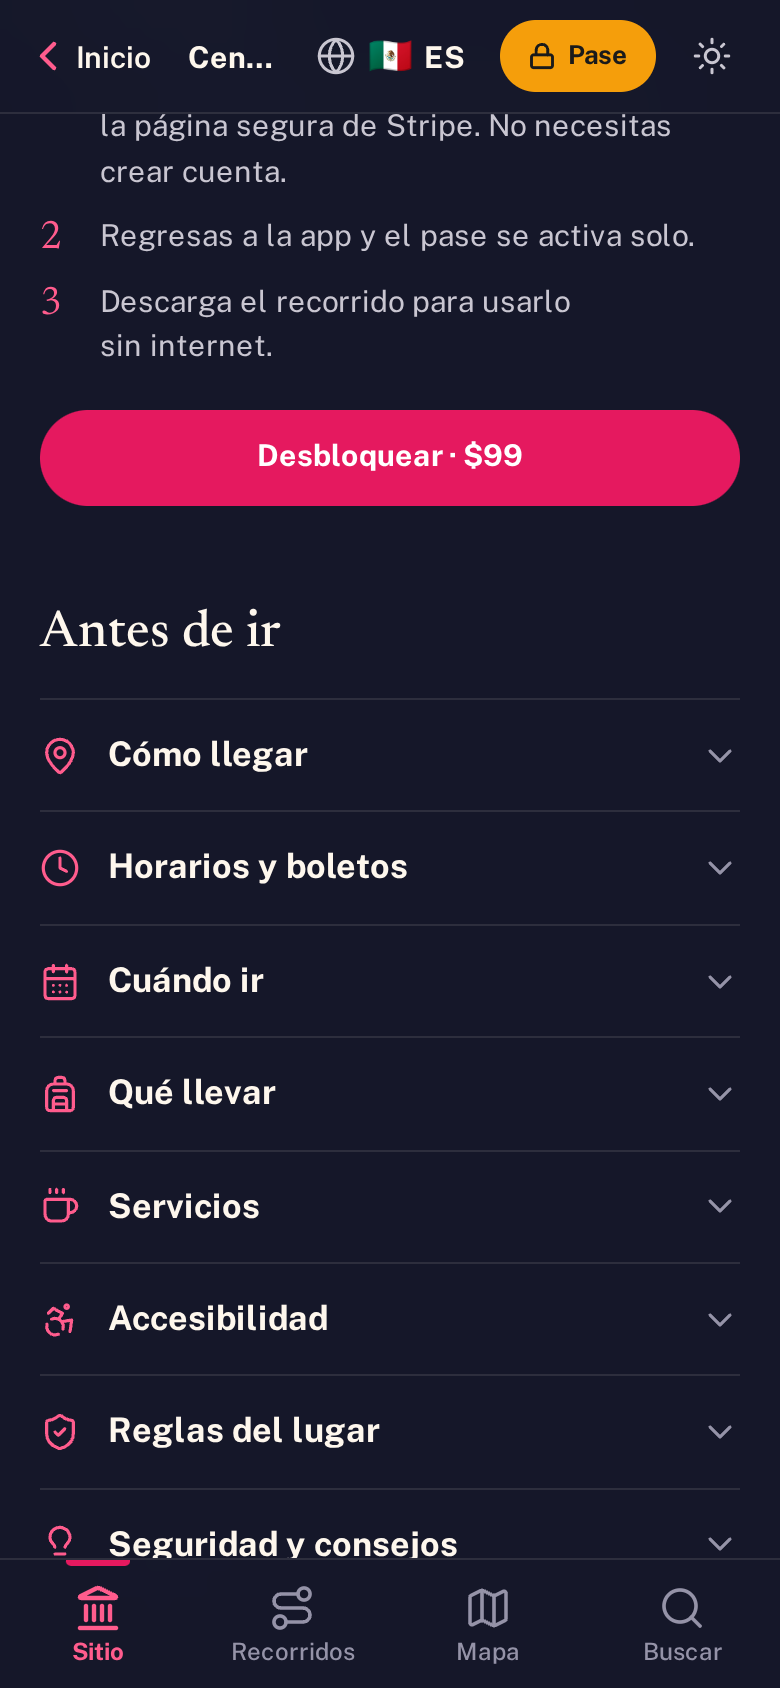 Inicio Cen... ES Pase
la página segura de Stripe. No necesitas
crear cuenta.
2 Regresas a la app y el pase se activa solo.
3 Descarga el recorrido para usarlo
sin internet.
Desbloquear · $99
Antes de ir
Cómo llegar
Horarios y boletos
Cuándo ir
Qué llevar
Servicios
Accesibilidad
Reglas del lugar
Seguridad y consejos
Sitio Recorridos Mapa Buscar